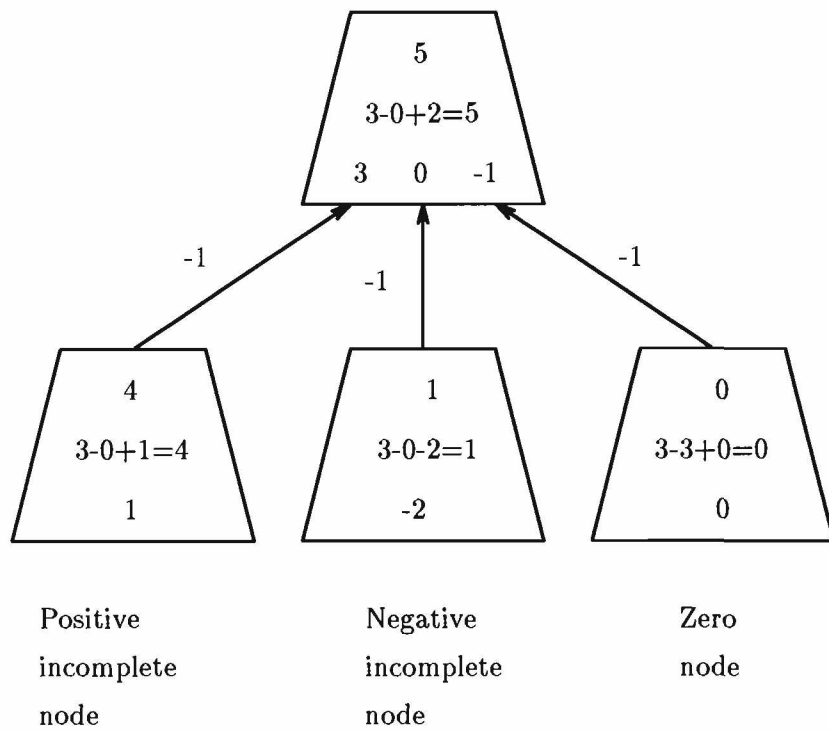 5
3-0+2=5
3 0 -1
-1 -1 -1
4 1 0
3-0+1=4 3-0-2=1 3-3+0=0
1 -2 0
Positive Negative Zero
incomplete incomplete node
node node